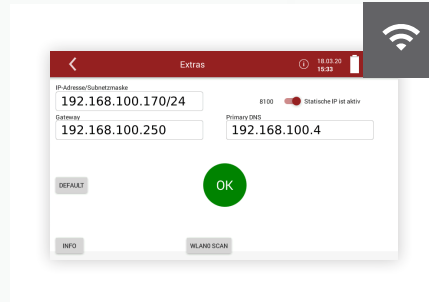 Extras
18.03.20
15:33
IP-Adresse/Subnetzmaske
192.168.100.170/24
8100 Statische IP ist aktiv
Gateway Primary DNS
192.168.100.250 192.168.100.4
DEFAULT
OK
INFO WLAN0 SCAN